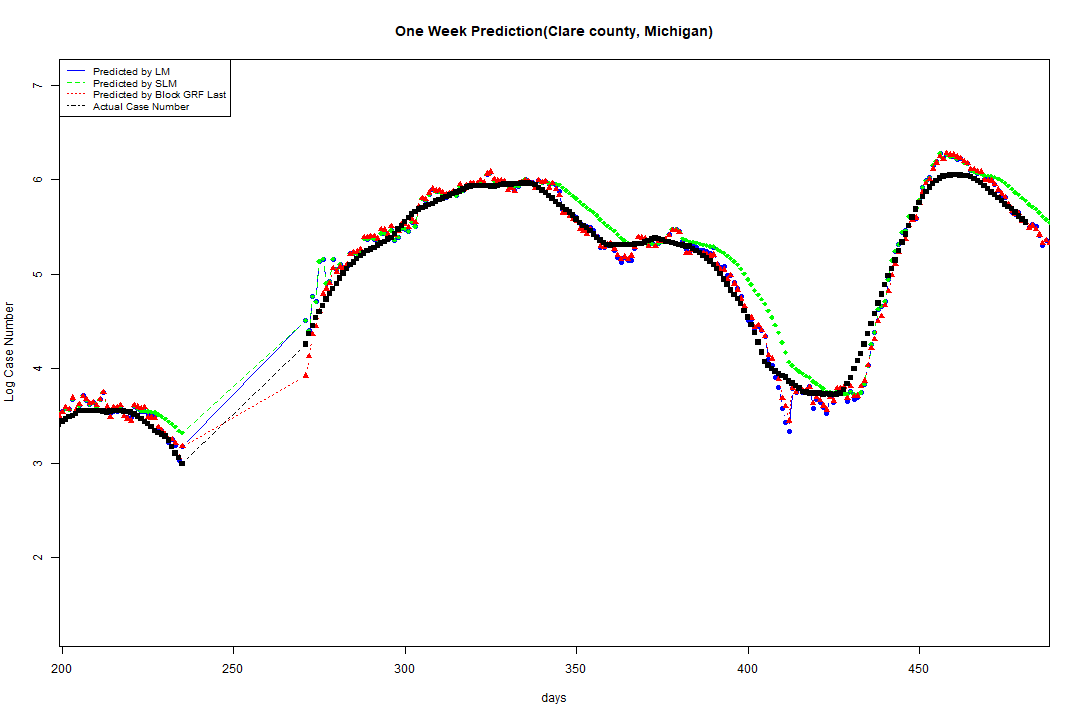 One Week Prediction(Clare county, Michigan)
Predicted by LM
Predicted by SLM
Predicted by Block GRF Last
Actual Case Number
7
6
5
4
3
2
Log Case Number
200 250 300 350 400 450
days